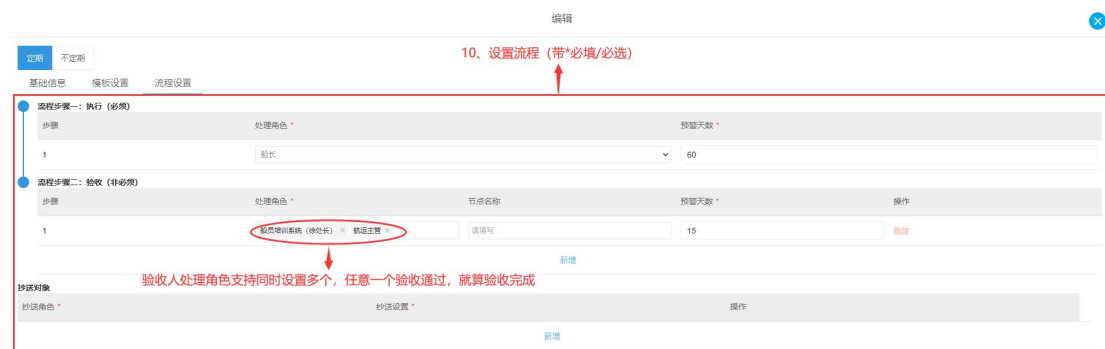 编辑
10、设置流程（带*必填/必选）
定期 不定期
基础信息 模板设置 流程设置
流程步骤一：执行（必须）
步骤 处理角色 * 预警天数 *
1 船长 60
流程步骤二：验收（非必须）
步骤 处理角色 * 节点名称 预警天数 * 操作
1 船员培训系统（徐处长） × 航运主管 × 请填写 15 删除
新增
验收人处理角色支持同时设置多个，任意一个验收通过，就算验收完成
抄送对象
抄送角色 * 抄送设置 * 操作
新增